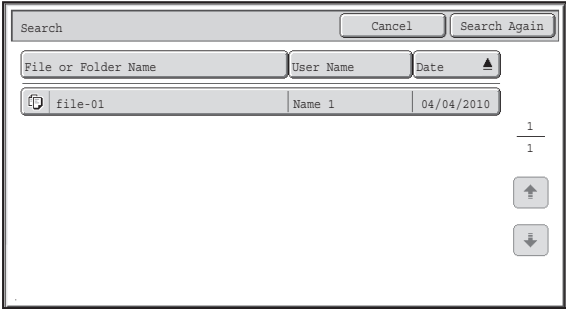 Search Cancel Search Again
File or Folder Name User Name Date
file-01 Name 1 04/04/2010
1
1